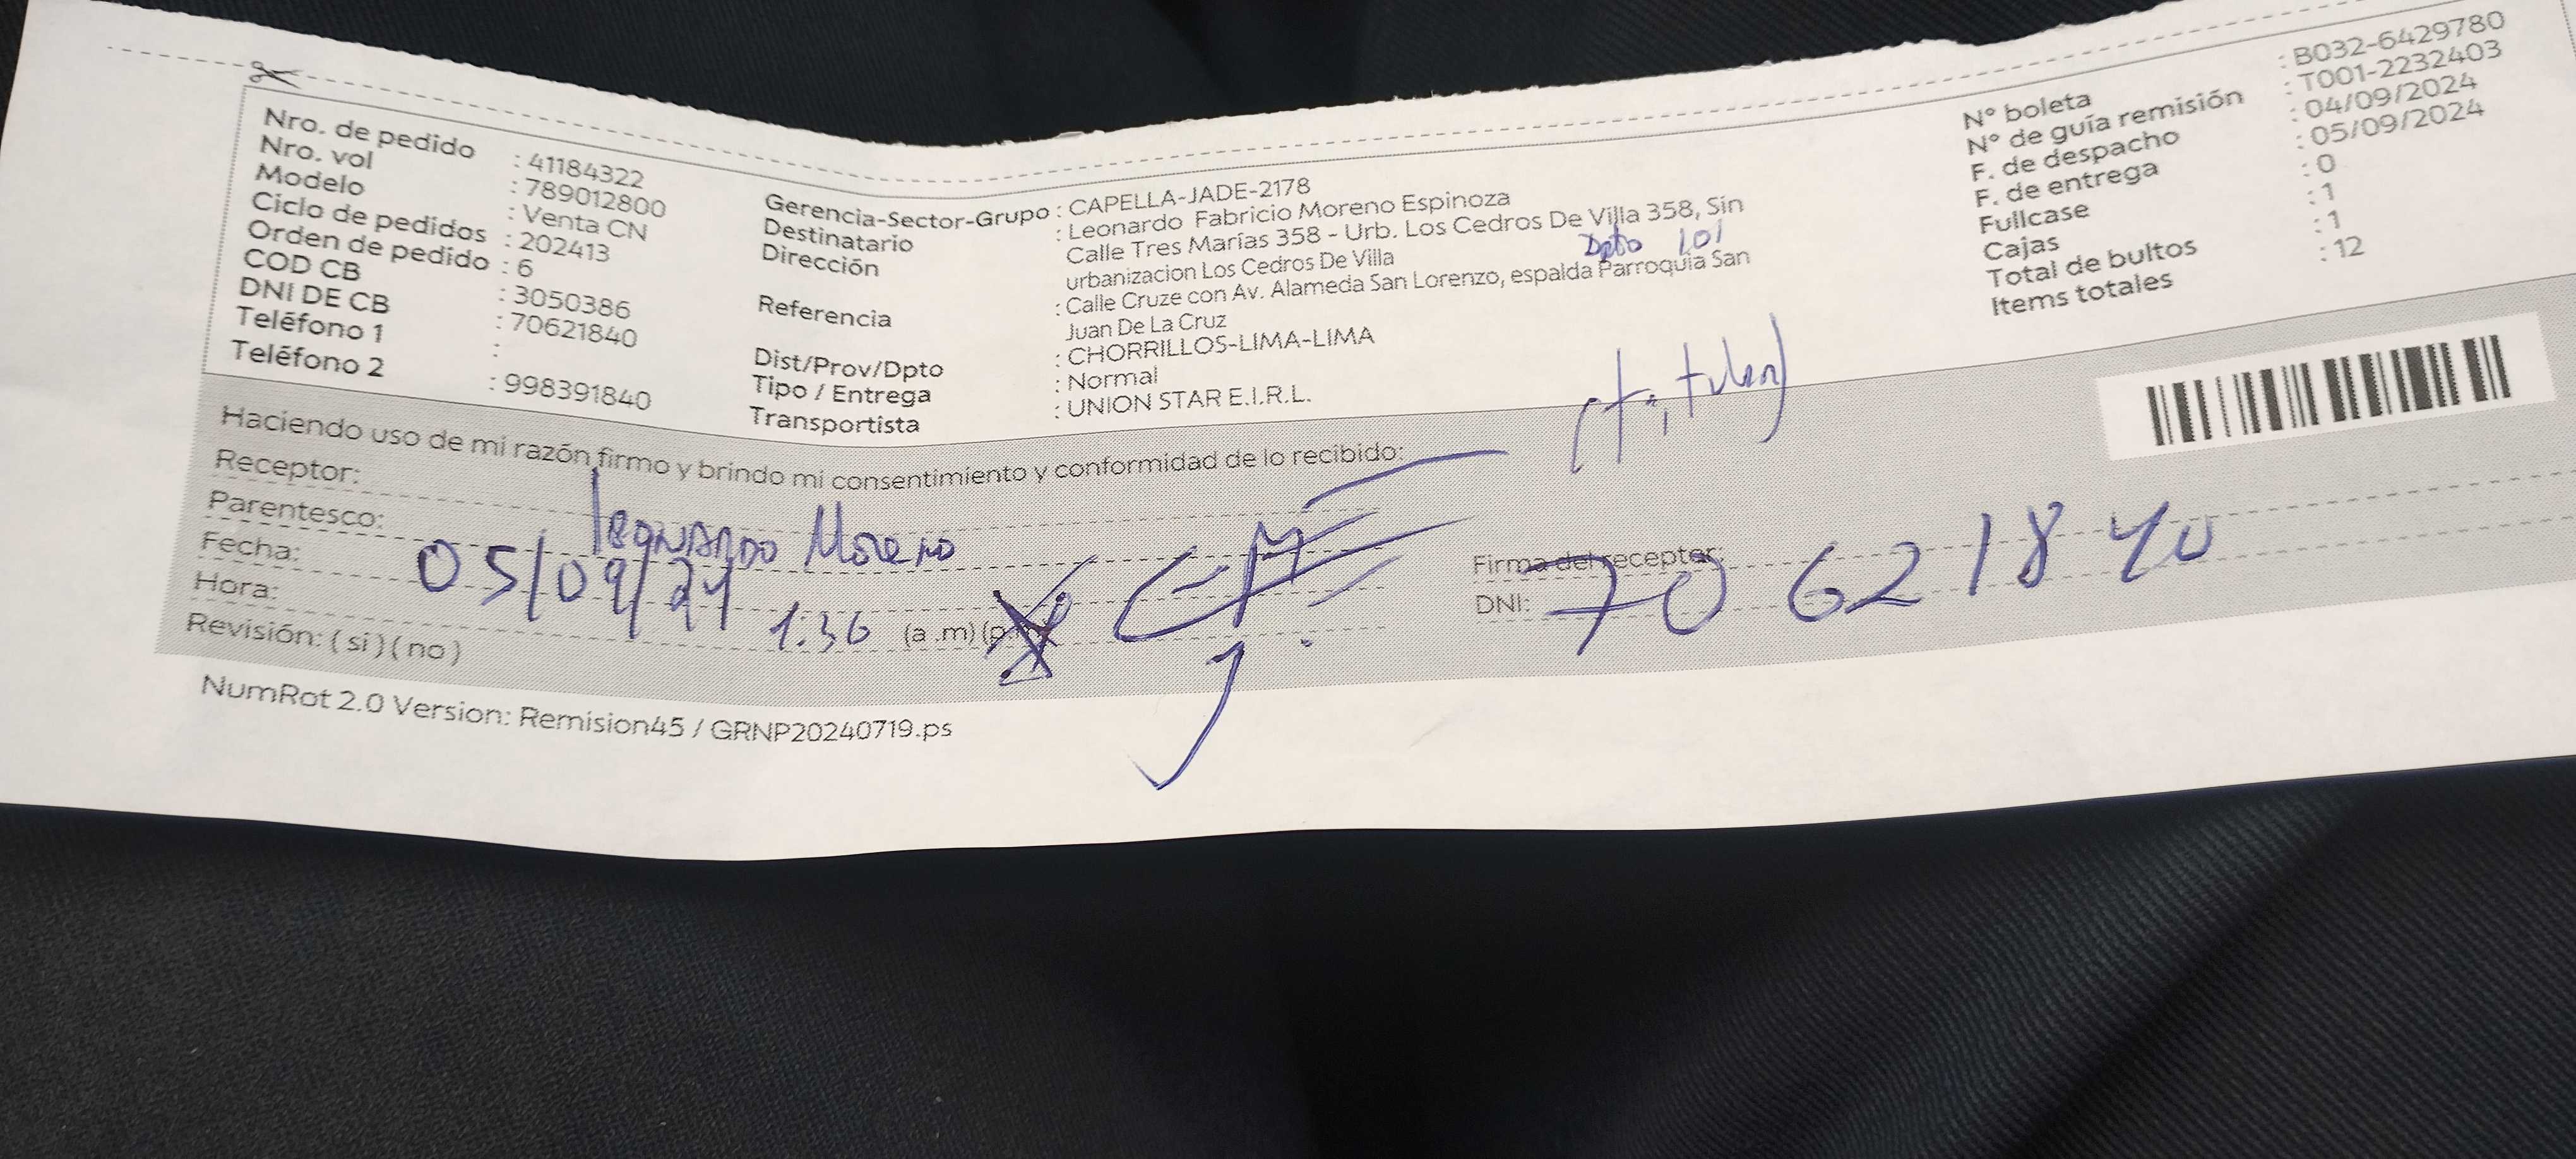 Nro. de pedido : 41184322
Nro. vol : 789012800
Modelo : Venta CN
Ciclo de pedidos : 202413
Orden de pedido : 6
COD CB : 3050386
DNI DE CB : 70621840
Teléfono 1 :
Teléfono 2 : 998391840
Gerencia-Sector-Grupo : CAPELLA-JADE-2178
Destinatario : Leonardo Fabricio Moreno Espinoza
Dirección Calle Tres Marías 358 - Urb. Los Cedros De Villa 358, Sin
urbanizacion Los Cedros De Villa
Dpto 101
Referencia : Calle Cruze con Av. Alameda San Lorenzo, espalda Parroquia San
Juan De La Cruz
Dist/Prov/Dpto : CHORRILLOS-LIMA-LIMA
Tipo / Entrega : Normal
Transportista : UNION STAR E.I.R.L.
N° boleta : B032-6429780
N° de guía remisión : T001-2232403
F. de despacho : 04/09/2024
F. de entrega : 05/09/2024
Fullcase : 0
Cajas : 1
Total de bultos : 1
Items totales : 12
Haciendo uso de mi razón firmo y brindo mi consentimiento y conformidad de lo recibido:
Receptor: Leonardo Moreno
Parentesco:
Fecha: 05/09/24
Hora: 1:36 (a .m) (p.m)
Revisión: ( si ) ( no )
Firma del receptor:
DNI: 70621840
NumRot 2.0 Version: Remision45 / GRNP20240719.ps